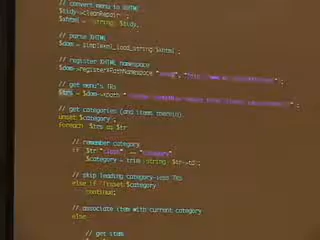 // convert menu to XHTML
$tidy->cleanRepair();
$xhtml = (string) $tidy;
// parse XHTML
$dom = simplexml_load_string($xhtml);
// register XHTML namespace
$dom->registerXPathNamespace(
// get menu's TRs
$trs = $dom->xpath(
// get categories (and items therein)
unset($category);
foreach ($trs as $tr)
// remember category
if ($tr["class"] == "category")
$category = trim((string) $tr->td);
// skip leading category-less TRs
else if (!isset($category))
continue;
// associate item with current category
else
// get item